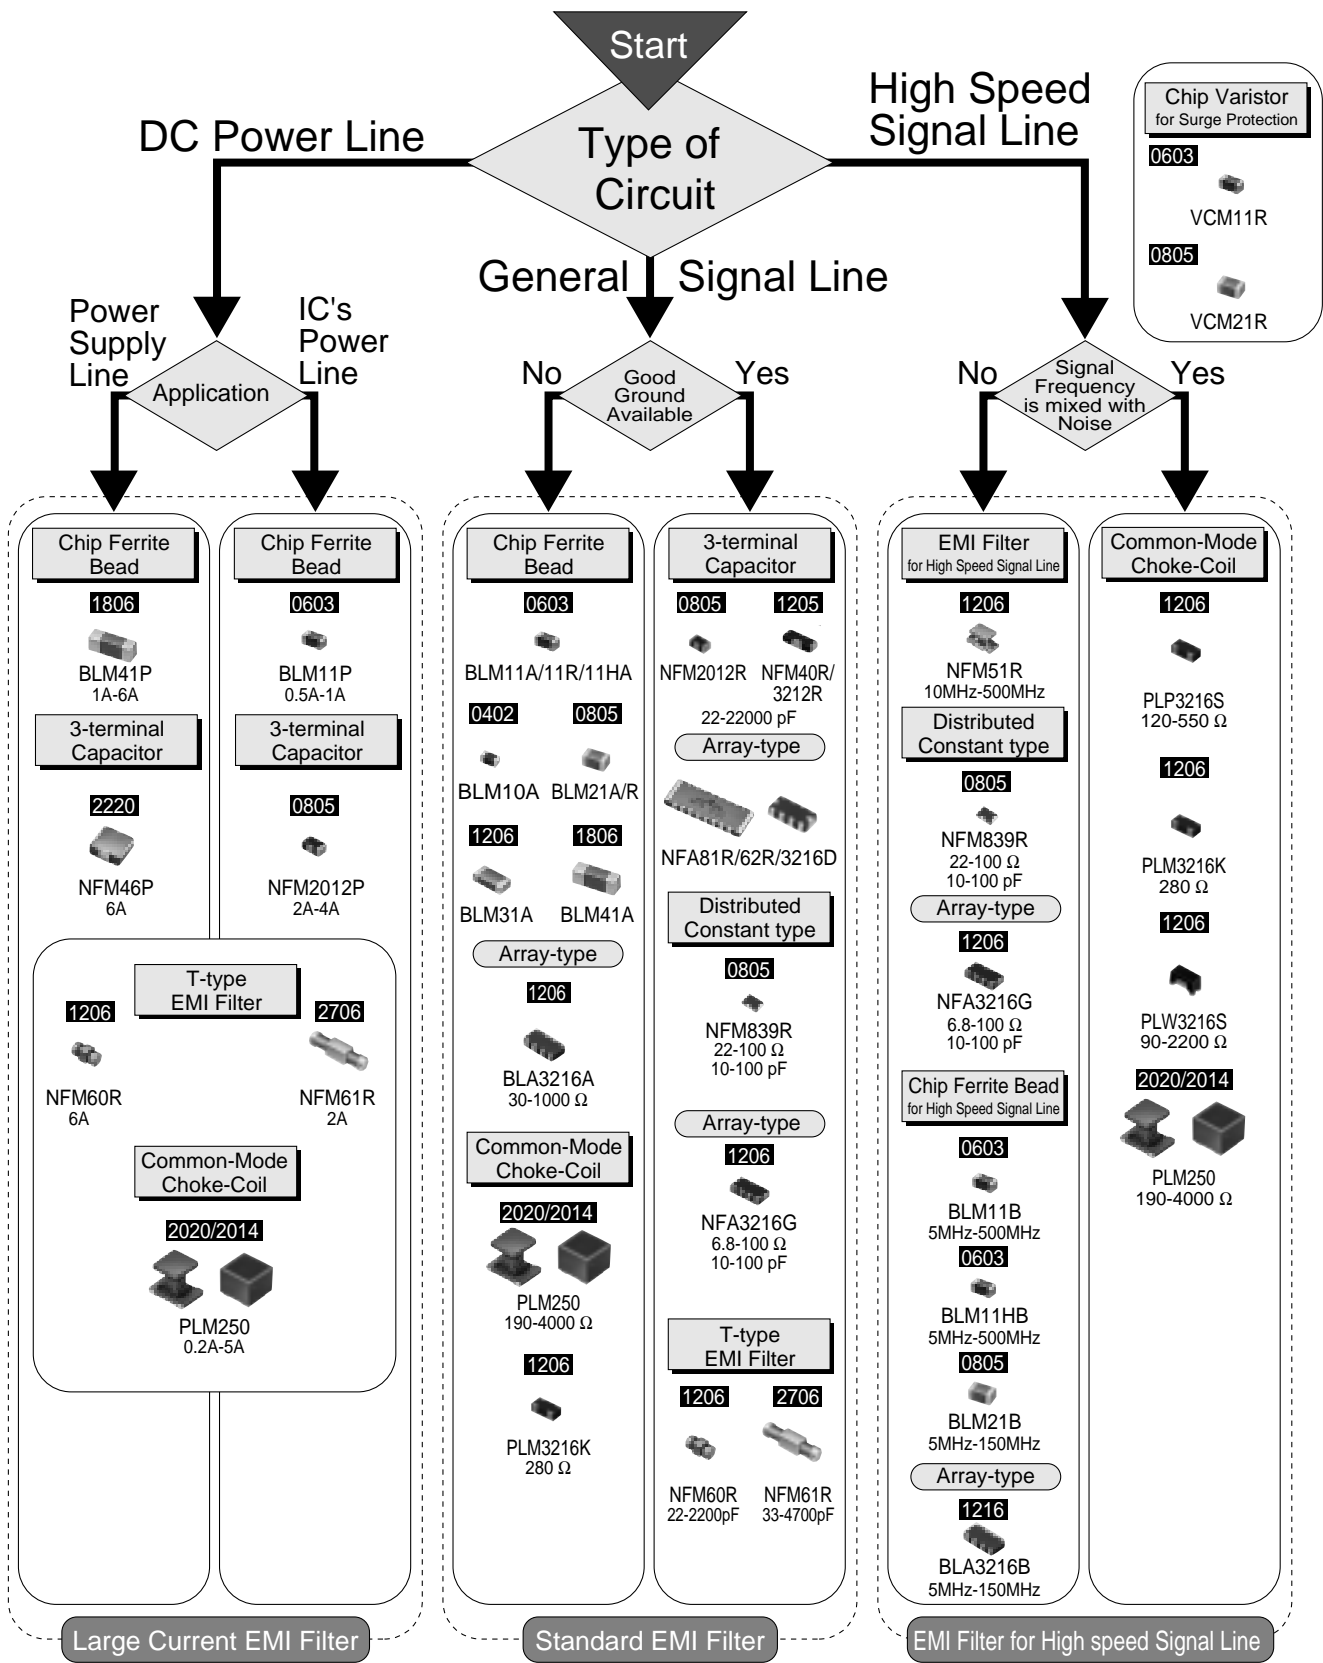 Start
Type of
Circuit
DC Power Line
High Speed
Signal Line
General
Signal Line
Chip Varistor
for Surge Protection
0603
VCM11R
0805
VCM21R
Power
Supply
Line
IC's
Power
Line
Application
No
Good
Ground
Available
Yes
No
Signal
Frequency
is mixed with
Noise
Yes
Chip Ferrite
Bead
1806
BLM41P
1A-6A
3-terminal
Capacitor
2220
NFM46P
6A
Chip Ferrite
Bead
0603
BLM11P
0.5A-1A
3-terminal
Capacitor
0805
NFM2012P
2A-4A
T-type
EMI Filter
1206
NFM60R
6A
2706
NFM61R
2A
Common-Mode
Choke-Coil
2020/2014
PLM250
0.2A-5A
Large Current EMI Filter
Chip Ferrite
Bead
0603
BLM11A/11R/11HA
0402
BLM10A
0805
BLM21A/R
1206
BLM31A
1806
BLM41A
Array-type
1206
BLA3216A
30-1000 Ω
Common-Mode
Choke-Coil
2020/2014
PLM250
190-4000 Ω
1206
PLM3216K
280 Ω
3-terminal
Capacitor
0805
NFM2012R
1205
NFM40R/
3212R
22-22000 pF
Array-type
NFA81R/62R/3216D
Distributed
Constant type
0805
NFM839R
22-100 Ω
10-100 pF
Array-type
1206
NFA3216G
6.8-100 Ω
10-100 pF
T-type
EMI Filter
1206
NFM60R
22-2200pF
2706
NFM61R
33-4700pF
Standard EMI Filter
EMI Filter
for High Speed Signal Line
1206
NFM51R
10MHz-500MHz
Distributed
Constant type
0805
NFM839R
22-100 Ω
10-100 pF
Array-type
1206
NFA3216G
6.8-100 Ω
10-100 pF
Chip Ferrite Bead
for High Speed Signal Line
0603
BLM11B
5MHz-500MHz
0603
BLM11HB
5MHz-500MHz
0805
BLM21B
5MHz-150MHz
Array-type
1216
BLA3216B
5MHz-150MHz
Common-Mode
Choke-Coil
1206
PLP3216S
120-550 Ω
1206
PLM3216K
280 Ω
1206
PLW3216S
90-2200 Ω
2020/2014
PLM250
190-4000 Ω
EMI Filter for High speed Signal Line